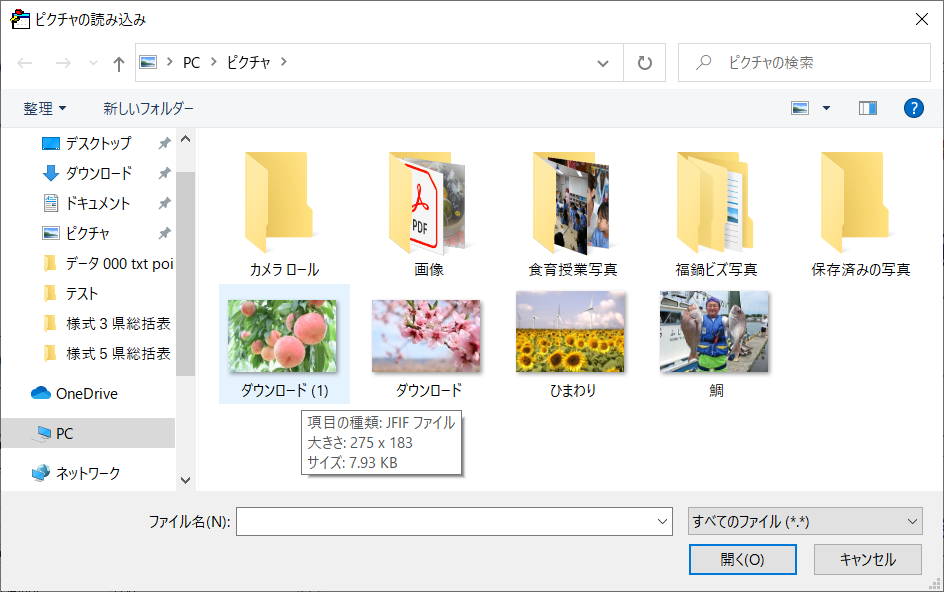 ピクチャの読み込み
PC
ピクチャ
ピクチャの検索
整理
新しいフォルダー
デスクトップ
ダウンロード
ドキュメント
ピクチャ
データ 000 txt poi
テスト
様式３県総括表
様式５県総括表
OneDrive
PC
ネットワーク
PDF
カメラ ロール
画像
食育授業写真
福鍋ビズ写真
保存済みの写真
ダウンロード (1)
ダウンロード
ひまわり
鯛
項目の種類: JFIF ファイル
大きさ: 275 x 183
サイズ: 7.93 KB
ファイル名(N):
すべてのファイル (*.*)
開く(O)
キャンセル